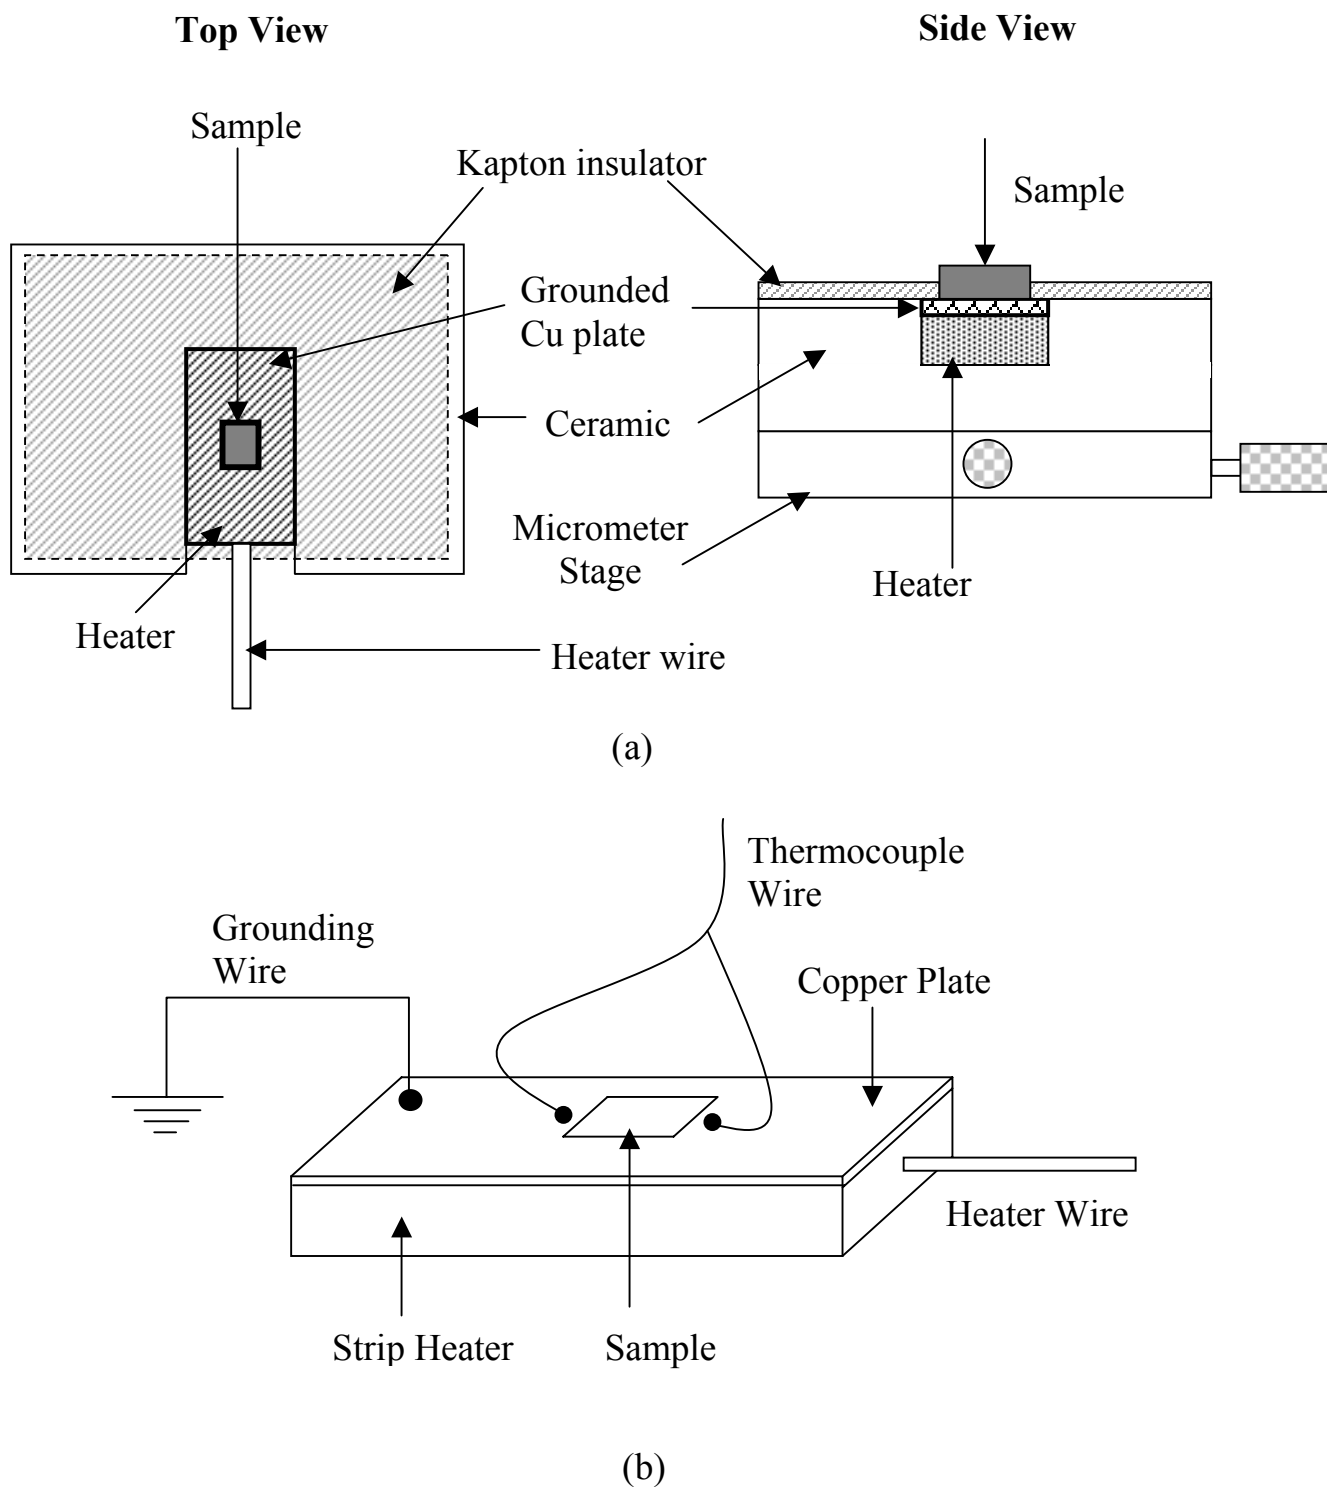 Top View
Side View
Sample
Kapton insulator
Sample
Grounded
Cu plate
Ceramic
Micrometer
Stage
Heater
Heater
Heater wire
(a)
Thermocouple
Wire
Grounding
Wire
Copper Plate
Heater Wire
Strip Heater
Sample
(b)